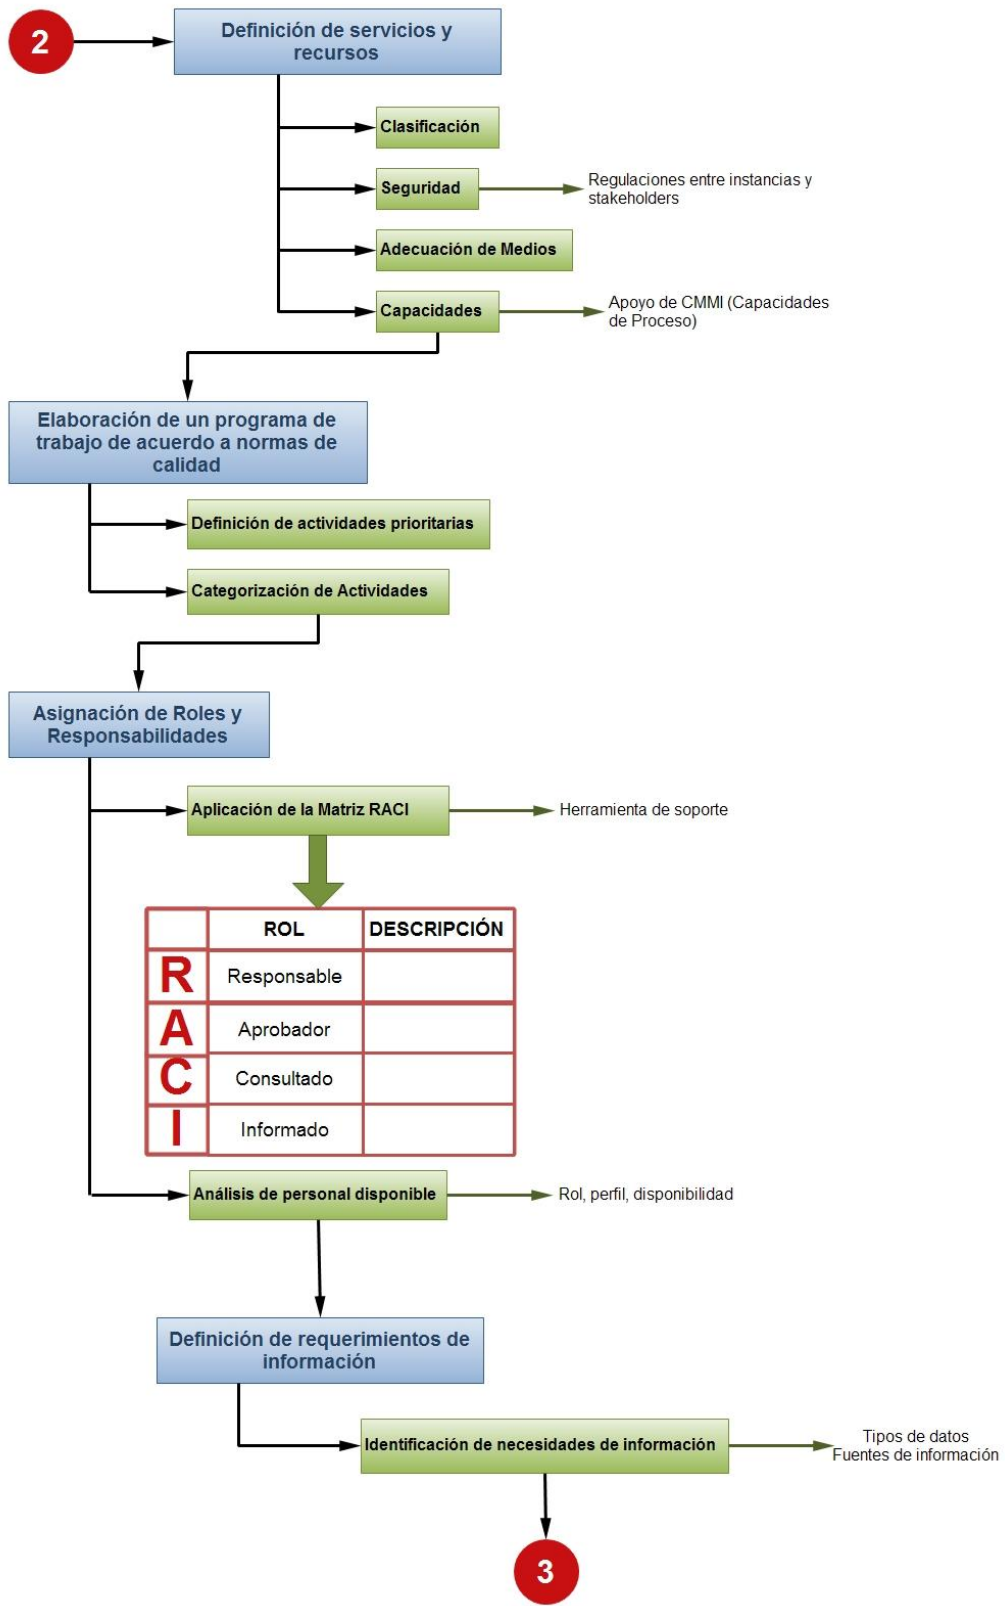 2
Definición de servicios y
recursos
Clasificación
Seguridad
Regulaciones entre instancias y
stakeholders
Adecuación de Medios
Capacidades
Apoyo de CMMI (Capacidades
de Proceso)
Elaboración de un programa de
trabajo de acuerdo a normas de
calidad
Definición de actividades prioritarias
Categorización de Actividades
Asignación de Roles y
Responsabilidades
Aplicación de la Matriz RACI
Herramienta de soporte
ROL DESCRIPCIÓN
R Responsable
A Aprobador
C Consultado
I Informado
Análisis de personal disponible
Rol, perfil, disponibilidad
Definición de requerimientos de
información
Identificación de necesidades de información
Tipos de datos
Fuentes de información
3